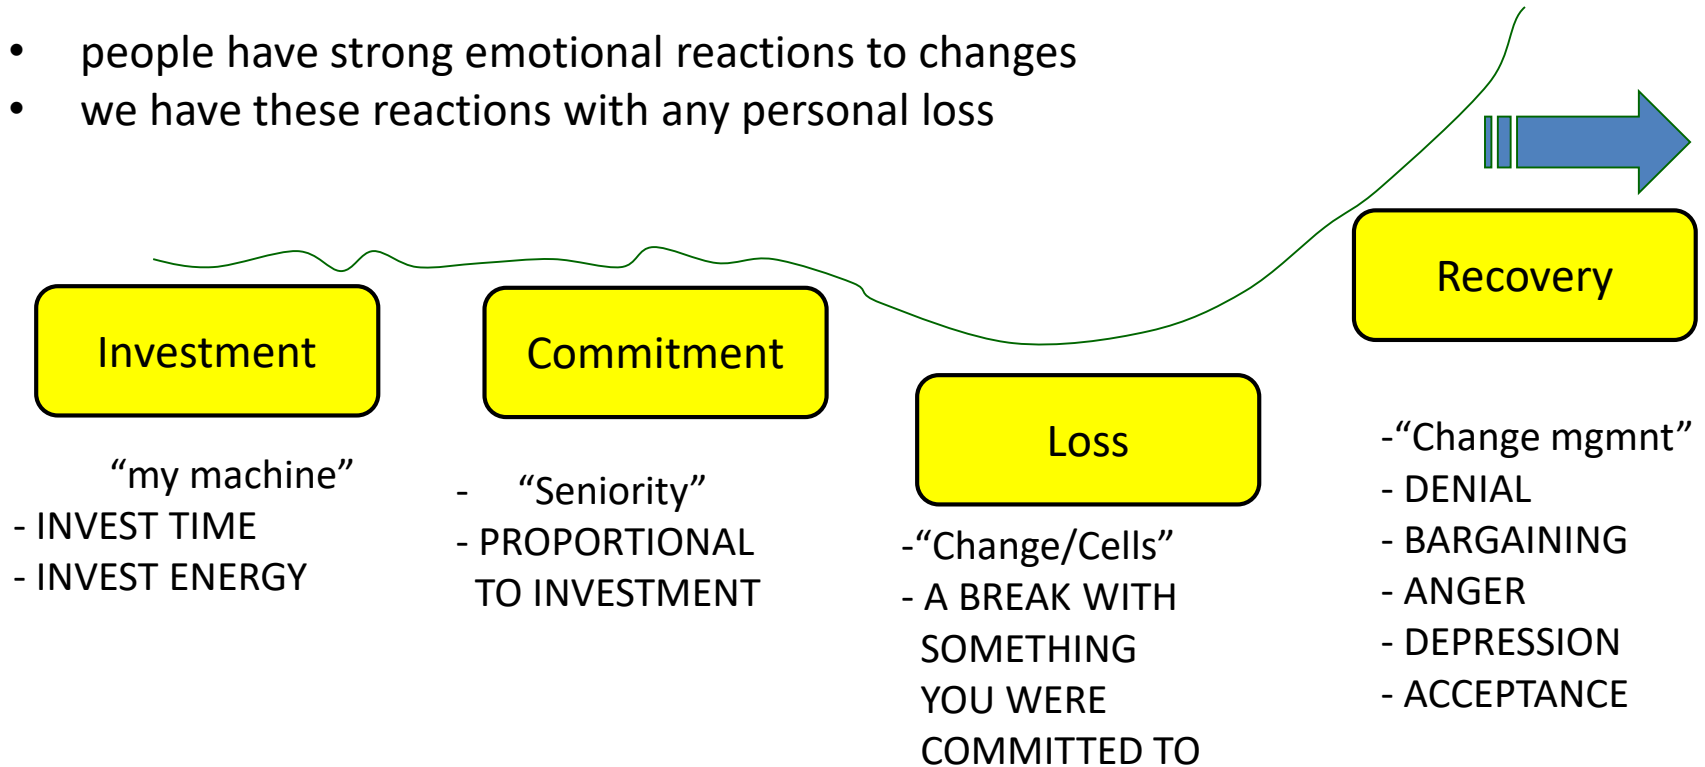 • people have strong emotional reactions to changes
• we have these reactions with any personal loss
Investment
“my machine”
- INVEST TIME
- INVEST ENERGY
Commitment
- “Seniority”
- PROPORTIONAL
TO INVESTMENT
Loss
-“Change/Cells”
- A BREAK WITH
SOMETHING
YOU WERE
COMMITTED TO
Recovery
-“Change mgmnt”
- DENIAL
- BARGAINING
- ANGER
- DEPRESSION
- ACCEPTANCE